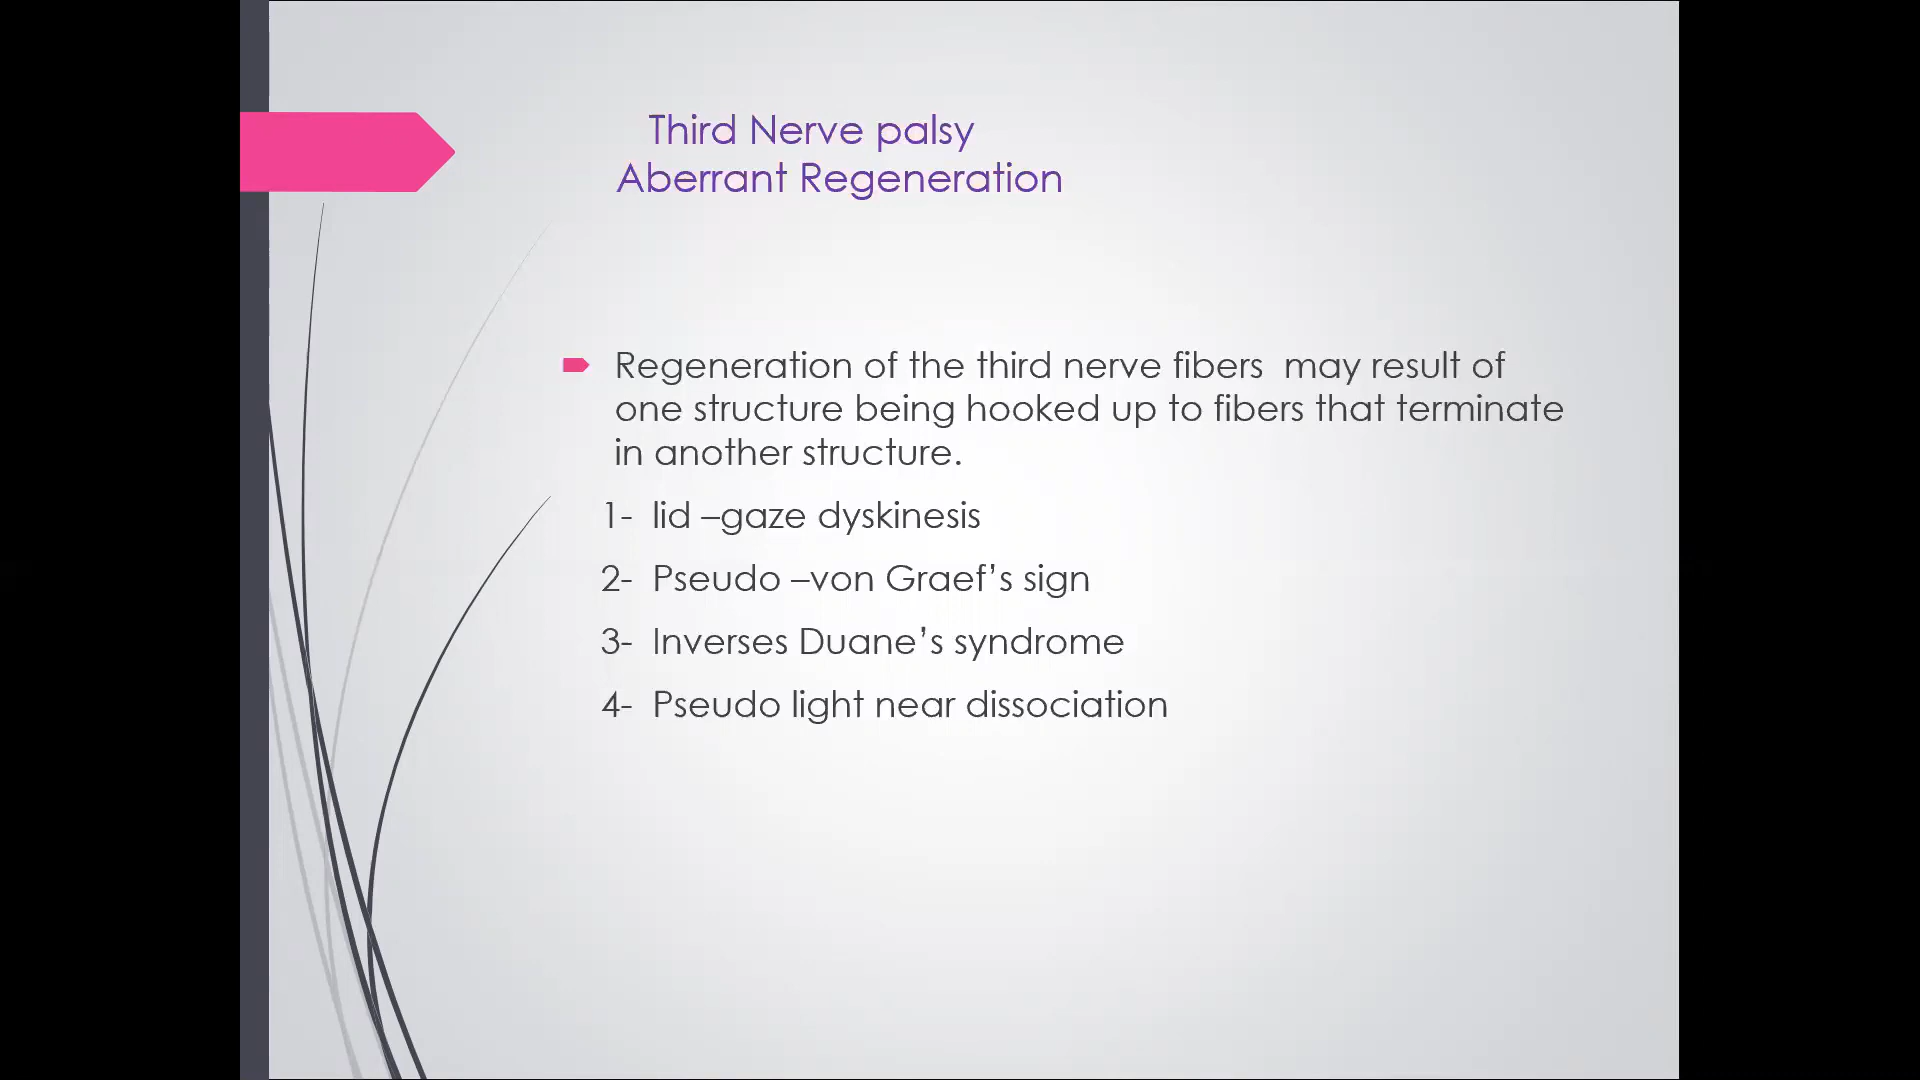 Third Nerve palsy
Aberrant Regeneration
Regeneration of the third nerve fibers  may result of
one structure being hooked up to fibers that terminate
in another structure.
1-  lid –gaze dyskinesis
2-  Pseudo –von Graef’s sign
3-  Inverses Duane’s syndrome
4-  Pseudo light near dissociation